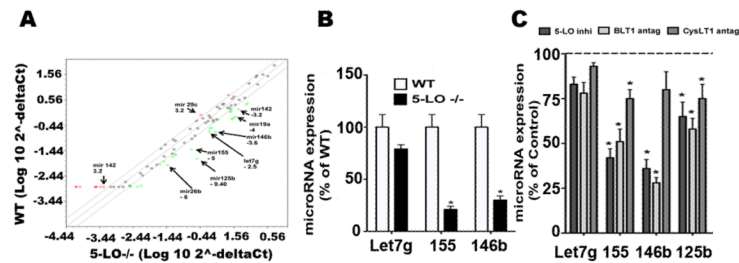 A
WT (Log 10 2^-deltaCt)
1.56
0.56
-0.44
-1.44
-2.44
-3.44
-4.44 -3.44 -2.44 -1.44 -0.44 1.56 0.56
5-LO-/- (Log 10 2^-deltaCt)
mir 29c
3.2
mir142
-3.2
mir19a
-4
mir146b
-3.6
let7g
- 2.5
mir155
- 5
mir125b
- 9.40
mir26b
- 6
mir 142
3.2
B
microRNA expression
(% of WT)
150
100
50
0
WT
5-LO -/-
*
*
Let7g 155 146b
C
5-LO inhi BLT1 antag CysLT1 antag
microRNA expression
(% of Control)
100
75
50
25
0
*
*
*
*
*
*
*
*
Let7g 155 146b 125b